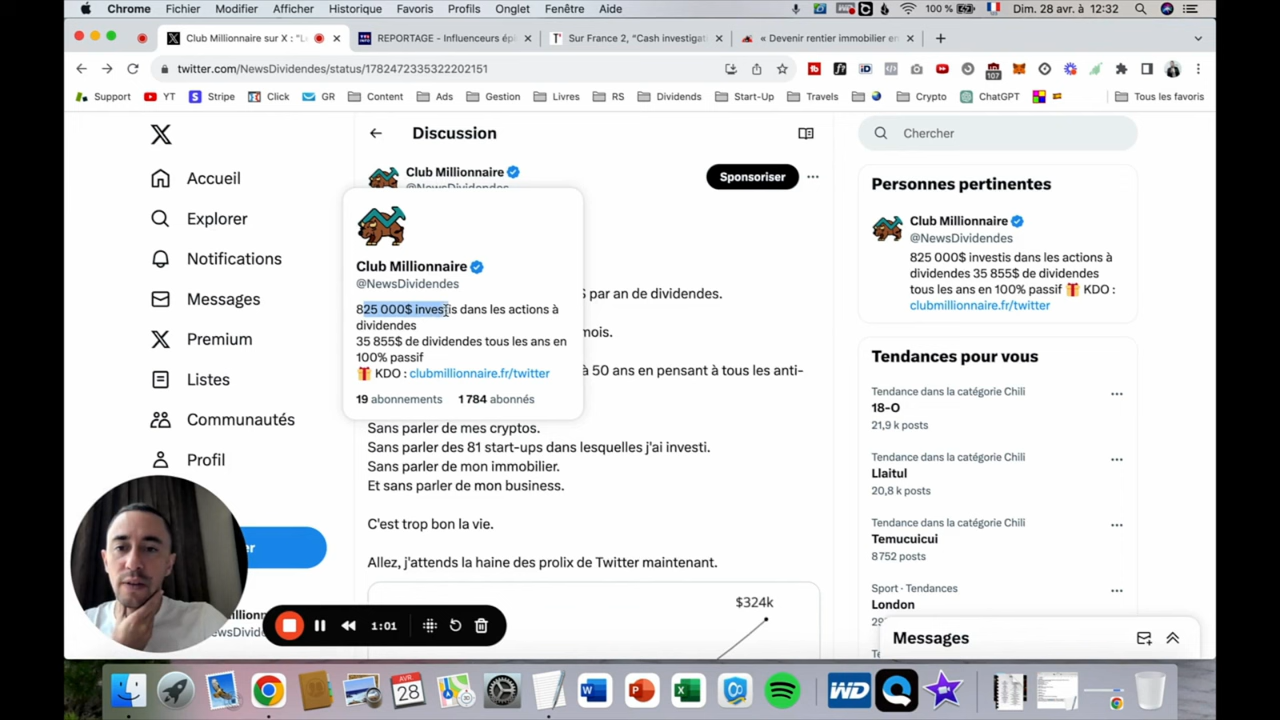 Chrome Fichier Modifier Afficher Historique Favoris Profils Onglet Fenêtre Aide 100 % Dim. 28 avr. à 12:32
Club Millionnaire sur X : "L
REPORTAGE - Influenceurs épi
Sur France 2, "Cash investigat
« Devenir rentier immobilier en
twitter.com/NewsDividendes/status/1782472335322202151
107
Support YT Stripe Click GR Content Ads Gestion Livres RS Dividends Start-Up Travels Crypto ChatGPT Tous les favoris
Accueil
Explorer
Notifications
Messages
Premium
Listes
Communautés
Profil
er
Discussion
Club Millionnaire
@NewsDividendes
Sponsoriser
Club Millionnaire
@NewsDividendes
825 000$ investis dans les actions à
dividendes
35 855$ de dividendes tous les ans en
100% passif
KDO : clubmillionnaire.fr/twitter
19 abonnements 1 784 abonnés
$ par an de dividendes.
mois.
à 50 ans en pensant à tous les anti-
Sans parler de mes cryptos.
Sans parler des 81 start-ups dans lesquelles j'ai investi.
Sans parler de mon immobilier.
Et sans parler de mon business.
C'est trop bon la vie.
Allez, j'attends la haine des prolix de Twitter maintenant.
$324k
1:01
Chercher
Personnes pertinentes
Club Millionnaire
@NewsDividendes
825 000$ investis dans les actions à
dividendes 35 855$ de dividendes
tous les ans en 100% passif KDO :
clubmillionnaire.fr/twitter
Tendances pour vous
Tendance dans la catégorie Chili
18-O
21,9k posts
Tendance dans la catégorie Chili
Llaitul
20,8 k posts
Tendance dans la catégorie Chili
Temucuicui
8 752 posts
Sport · Tendances
London
Messages
AVR
28
W
P
X
WD